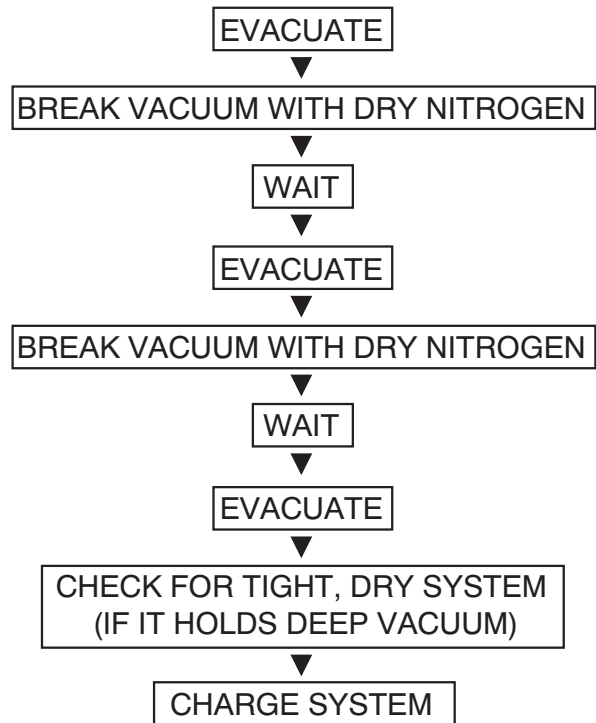 EVACUATE
BREAK VACUUM WITH DRY NITROGEN
WAIT
EVACUATE
BREAK VACUUM WITH DRY NITROGEN
WAIT
EVACUATE
CHECK FOR TIGHT, DRY SYSTEM
(IF IT HOLDS DEEP VACUUM)
CHARGE SYSTEM